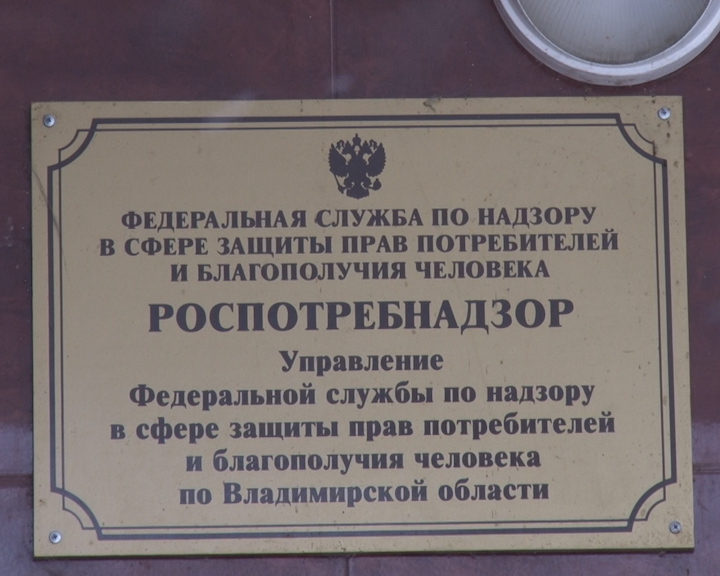 ФЕДЕРАЛЬНАЯ СЛУЖБА ПО НАДЗОРУ
В СФЕРЕ ЗАЩИТЫ ПРАВ ПОТРЕБИТЕЛЕЙ
И БЛАГОПОЛУЧИЯ ЧЕЛОВЕКА
РОСПОТРЕБНАДЗОР
Управление
Федеральной службы по надзору
в сфере защиты прав потребителей
и благополучия человека
по Владимирской области